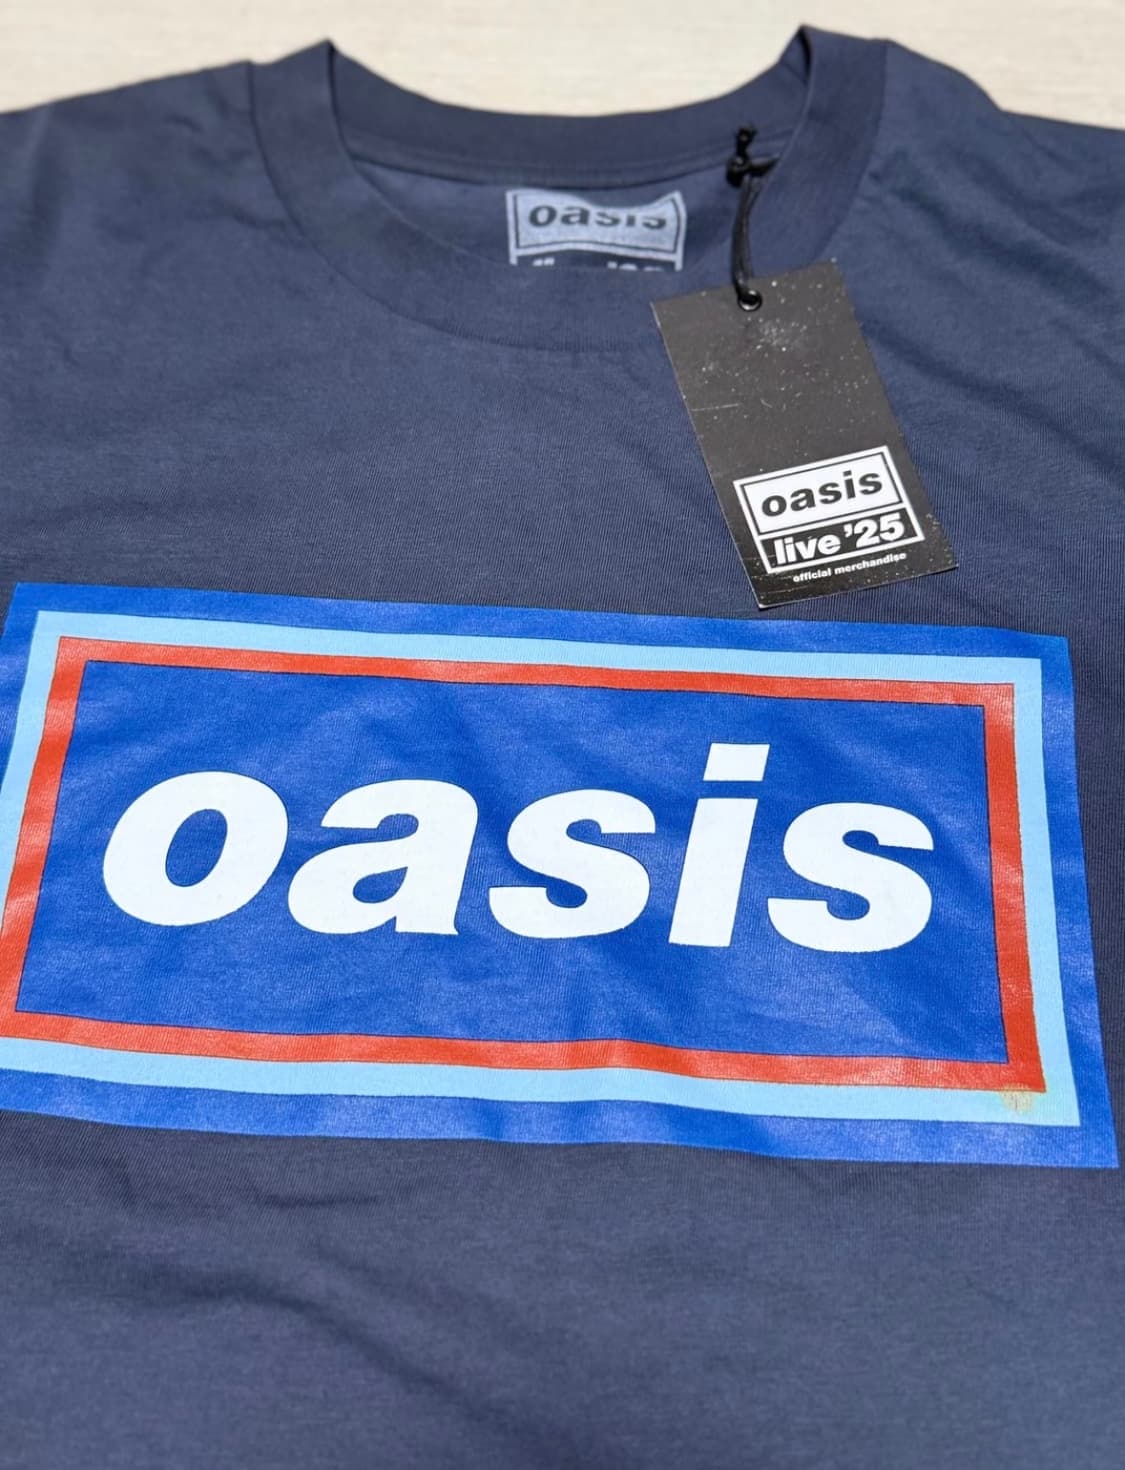 oasis
oasis
live '25
official merchandise
oasis